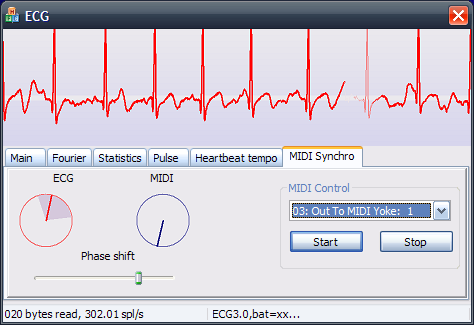 ECG
Main Fourier Statistics Pulse Heartbeat tempo MIDI Synchro
ECG MIDI
MIDI Control
03: Out To MIDI Yoke: 1
Start Stop
Phase shift
020 bytes read, 302.01 spl/s ECG3.0,bat=xx...